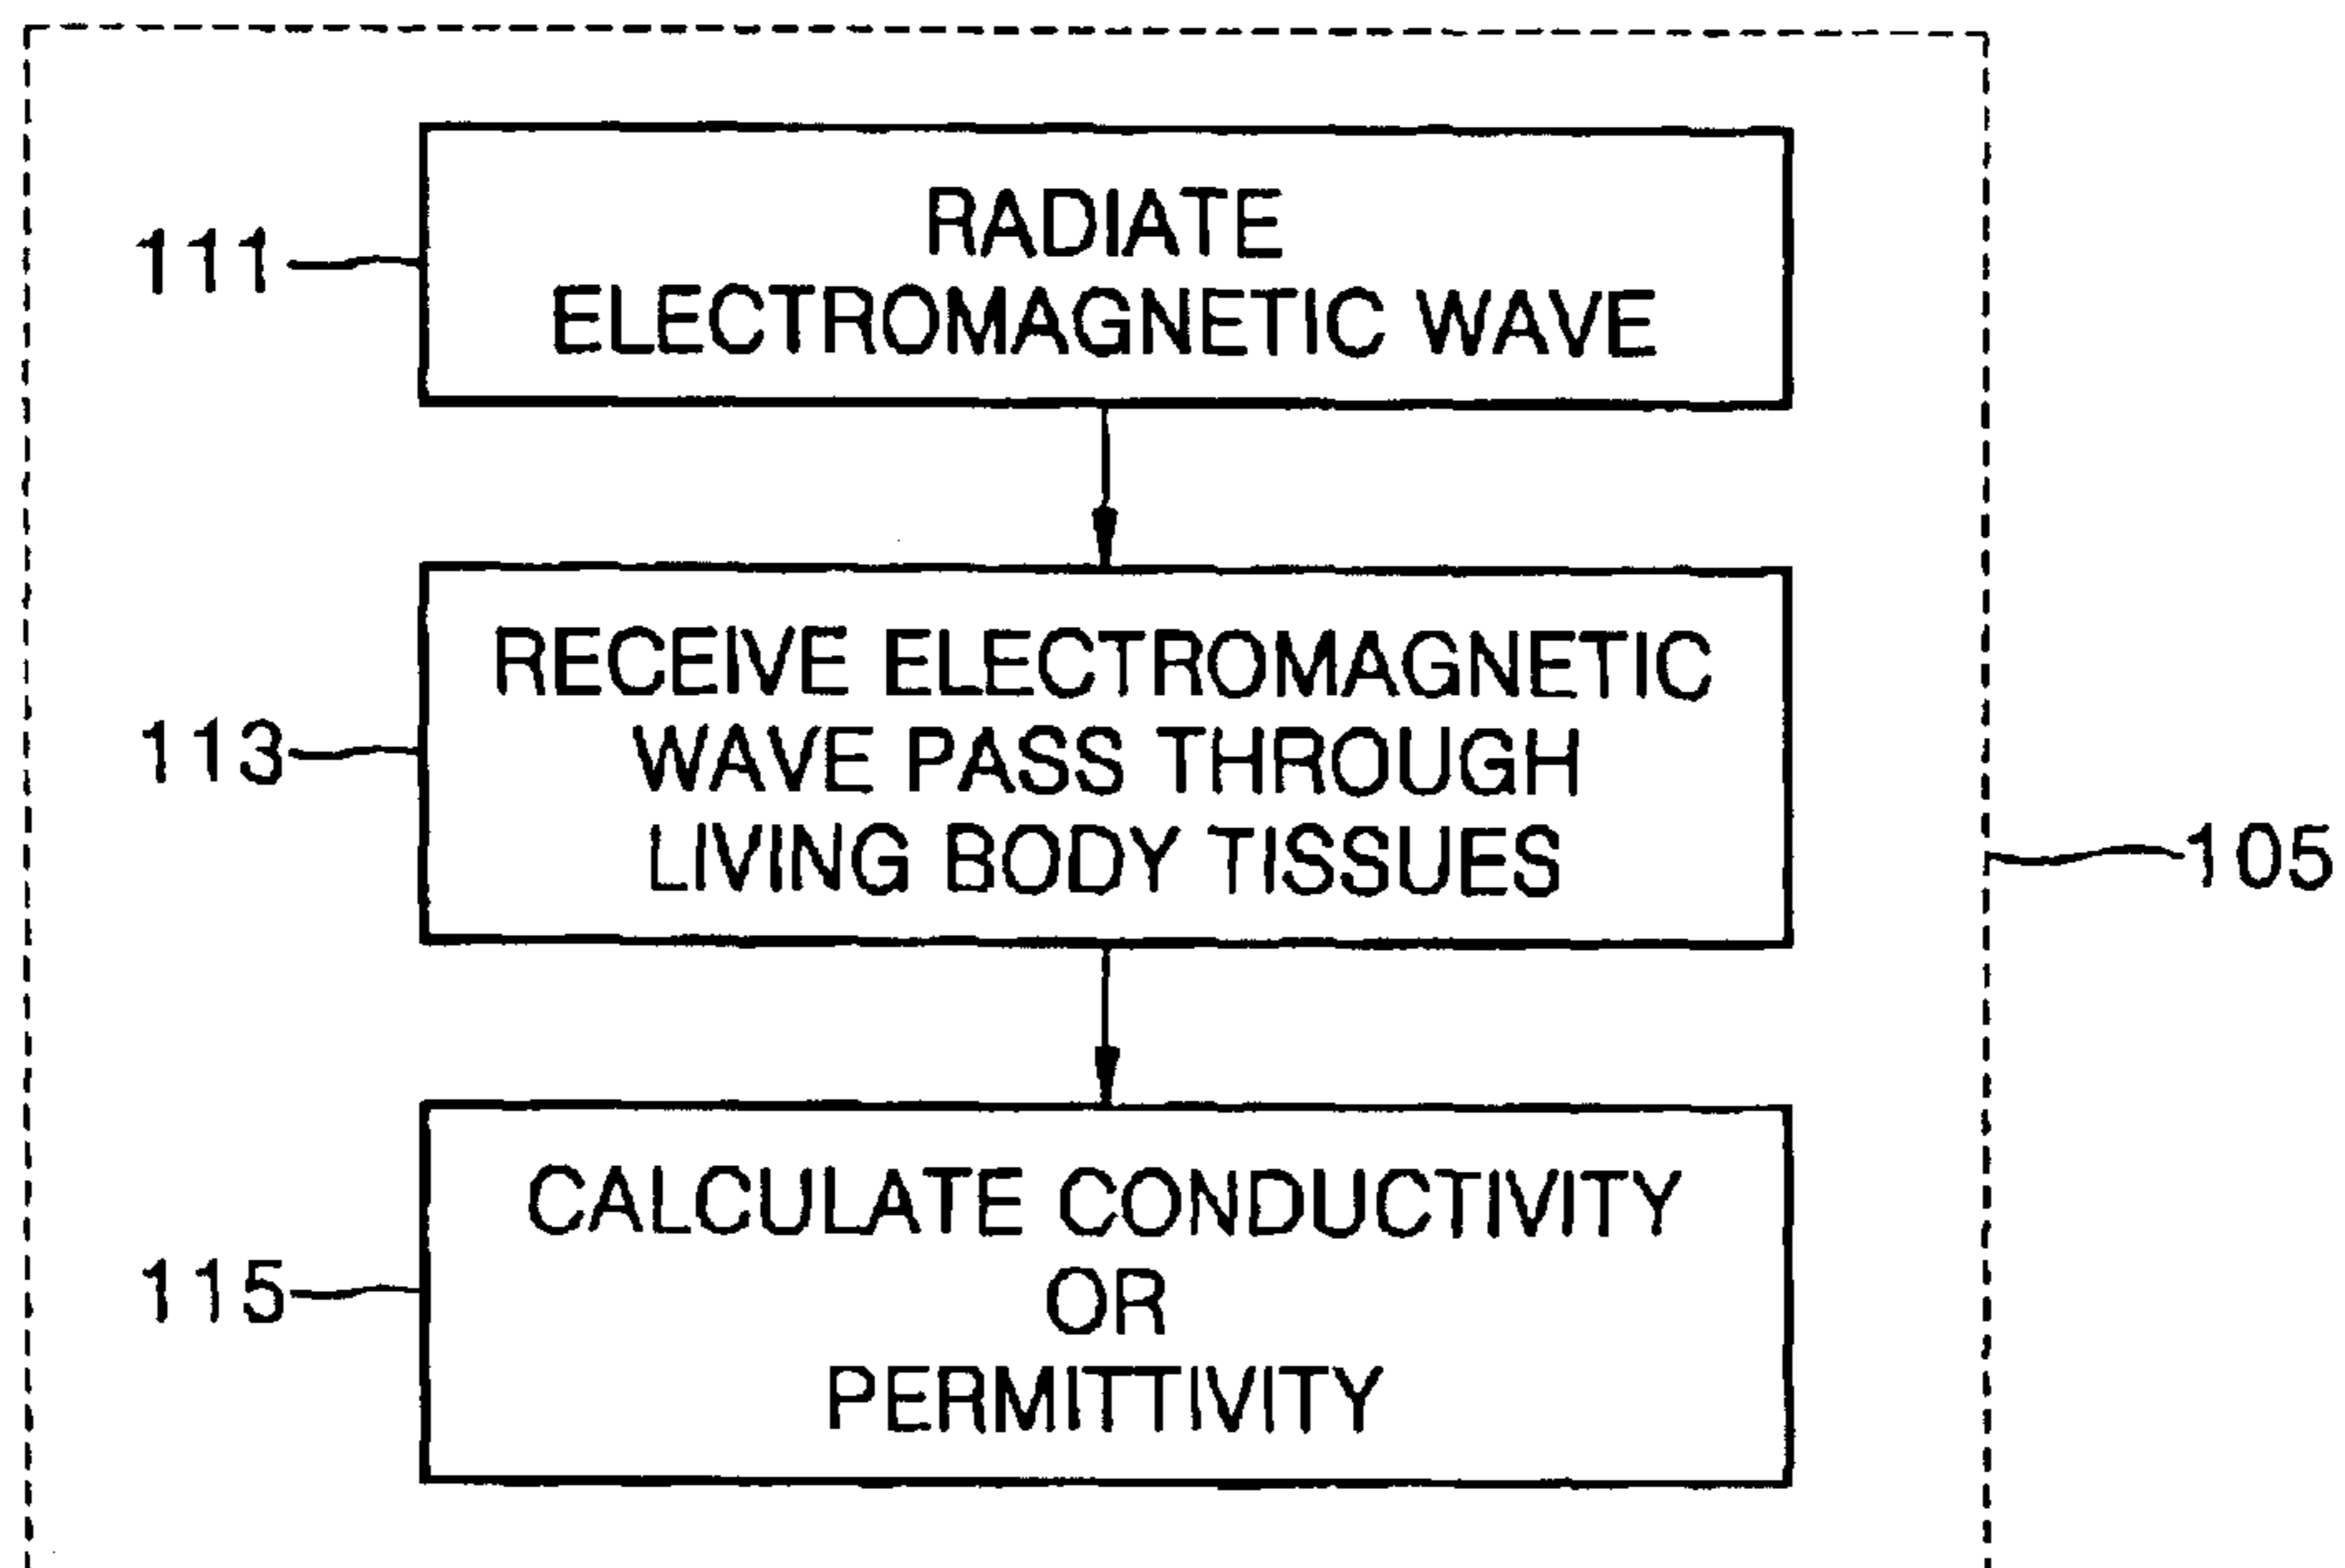 111
RADIATE
ELECTROMAGNETIC WAVE
113
RECEIVE ELECTROMAGNETIC
WAVE PASS THROUGH
LIVING BODY TISSUES
105
115
CALCULATE CONDUCTIVITY
OR
PERMITTIVITY